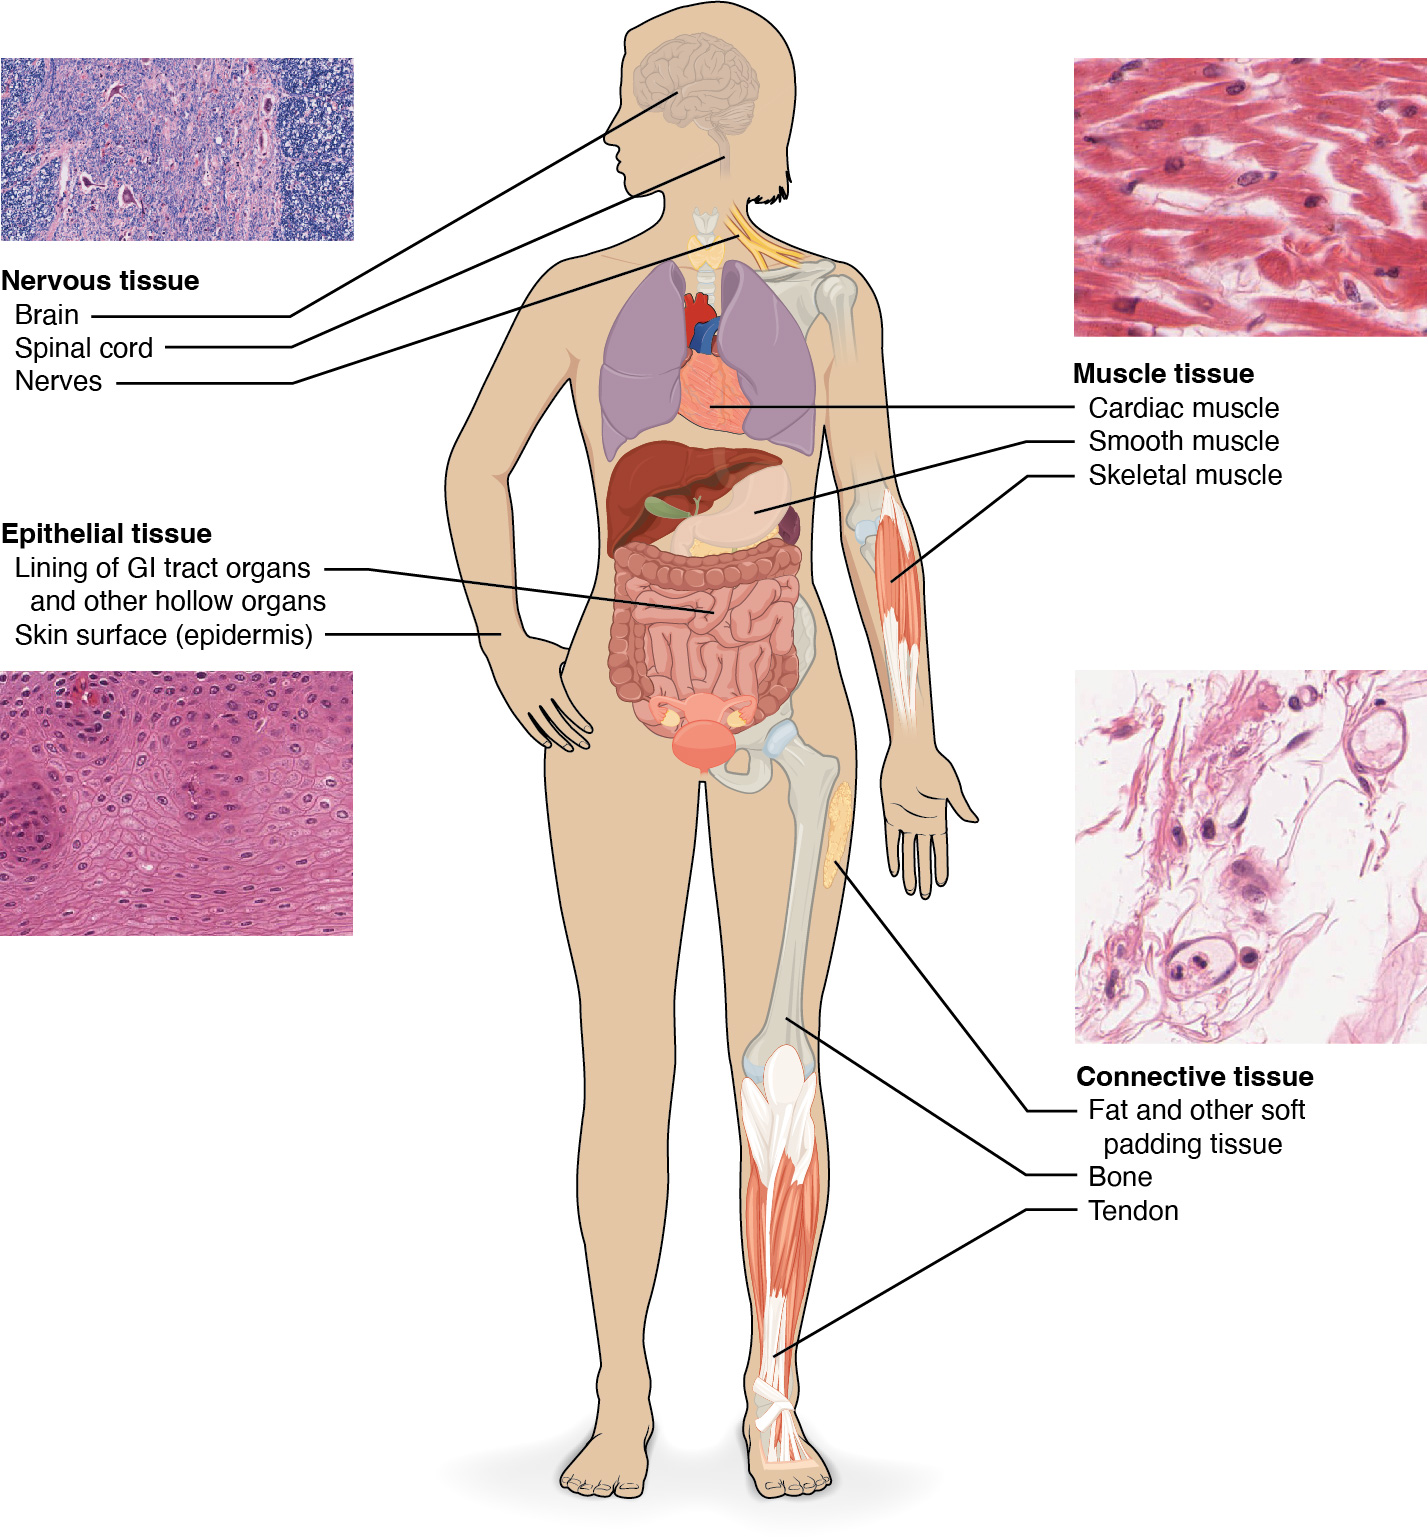 Nervous tissue
Brain
Spinal cord
Nerves
Epithelial tissue
Lining of GI tract organs
and other hollow organs
Skin surface (epidermis)
Muscle tissue
Cardiac muscle
Smooth muscle
Skeletal muscle
Connective tissue
Fat and other soft
padding tissue
Bone
Tendon